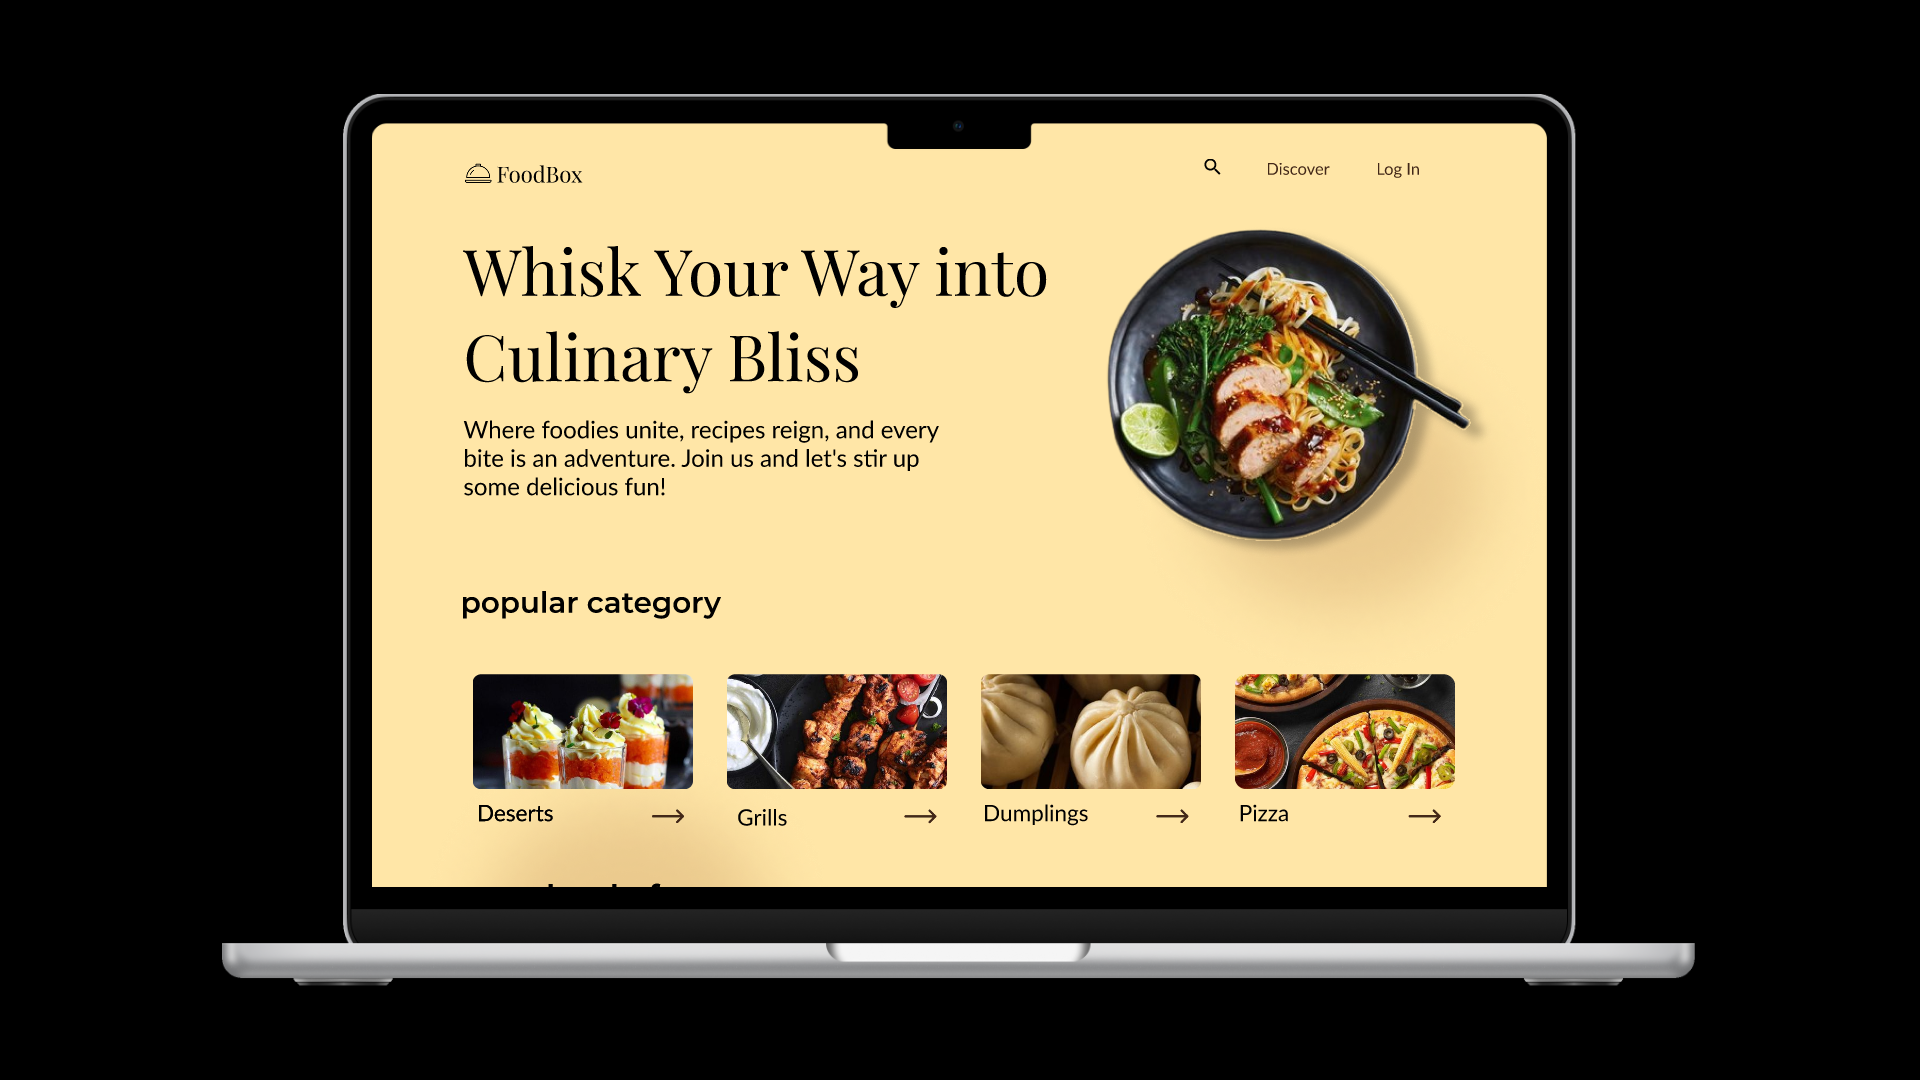 FoodBox
Discover
Log In
Whisk Your Way into
Culinary Bliss
Where foodies unite, recipes reign, and every
bite is an adventure. Join us and let's stir up
some delicious fun!
popular category
Deserts
Grills
Dumplings
Pizza